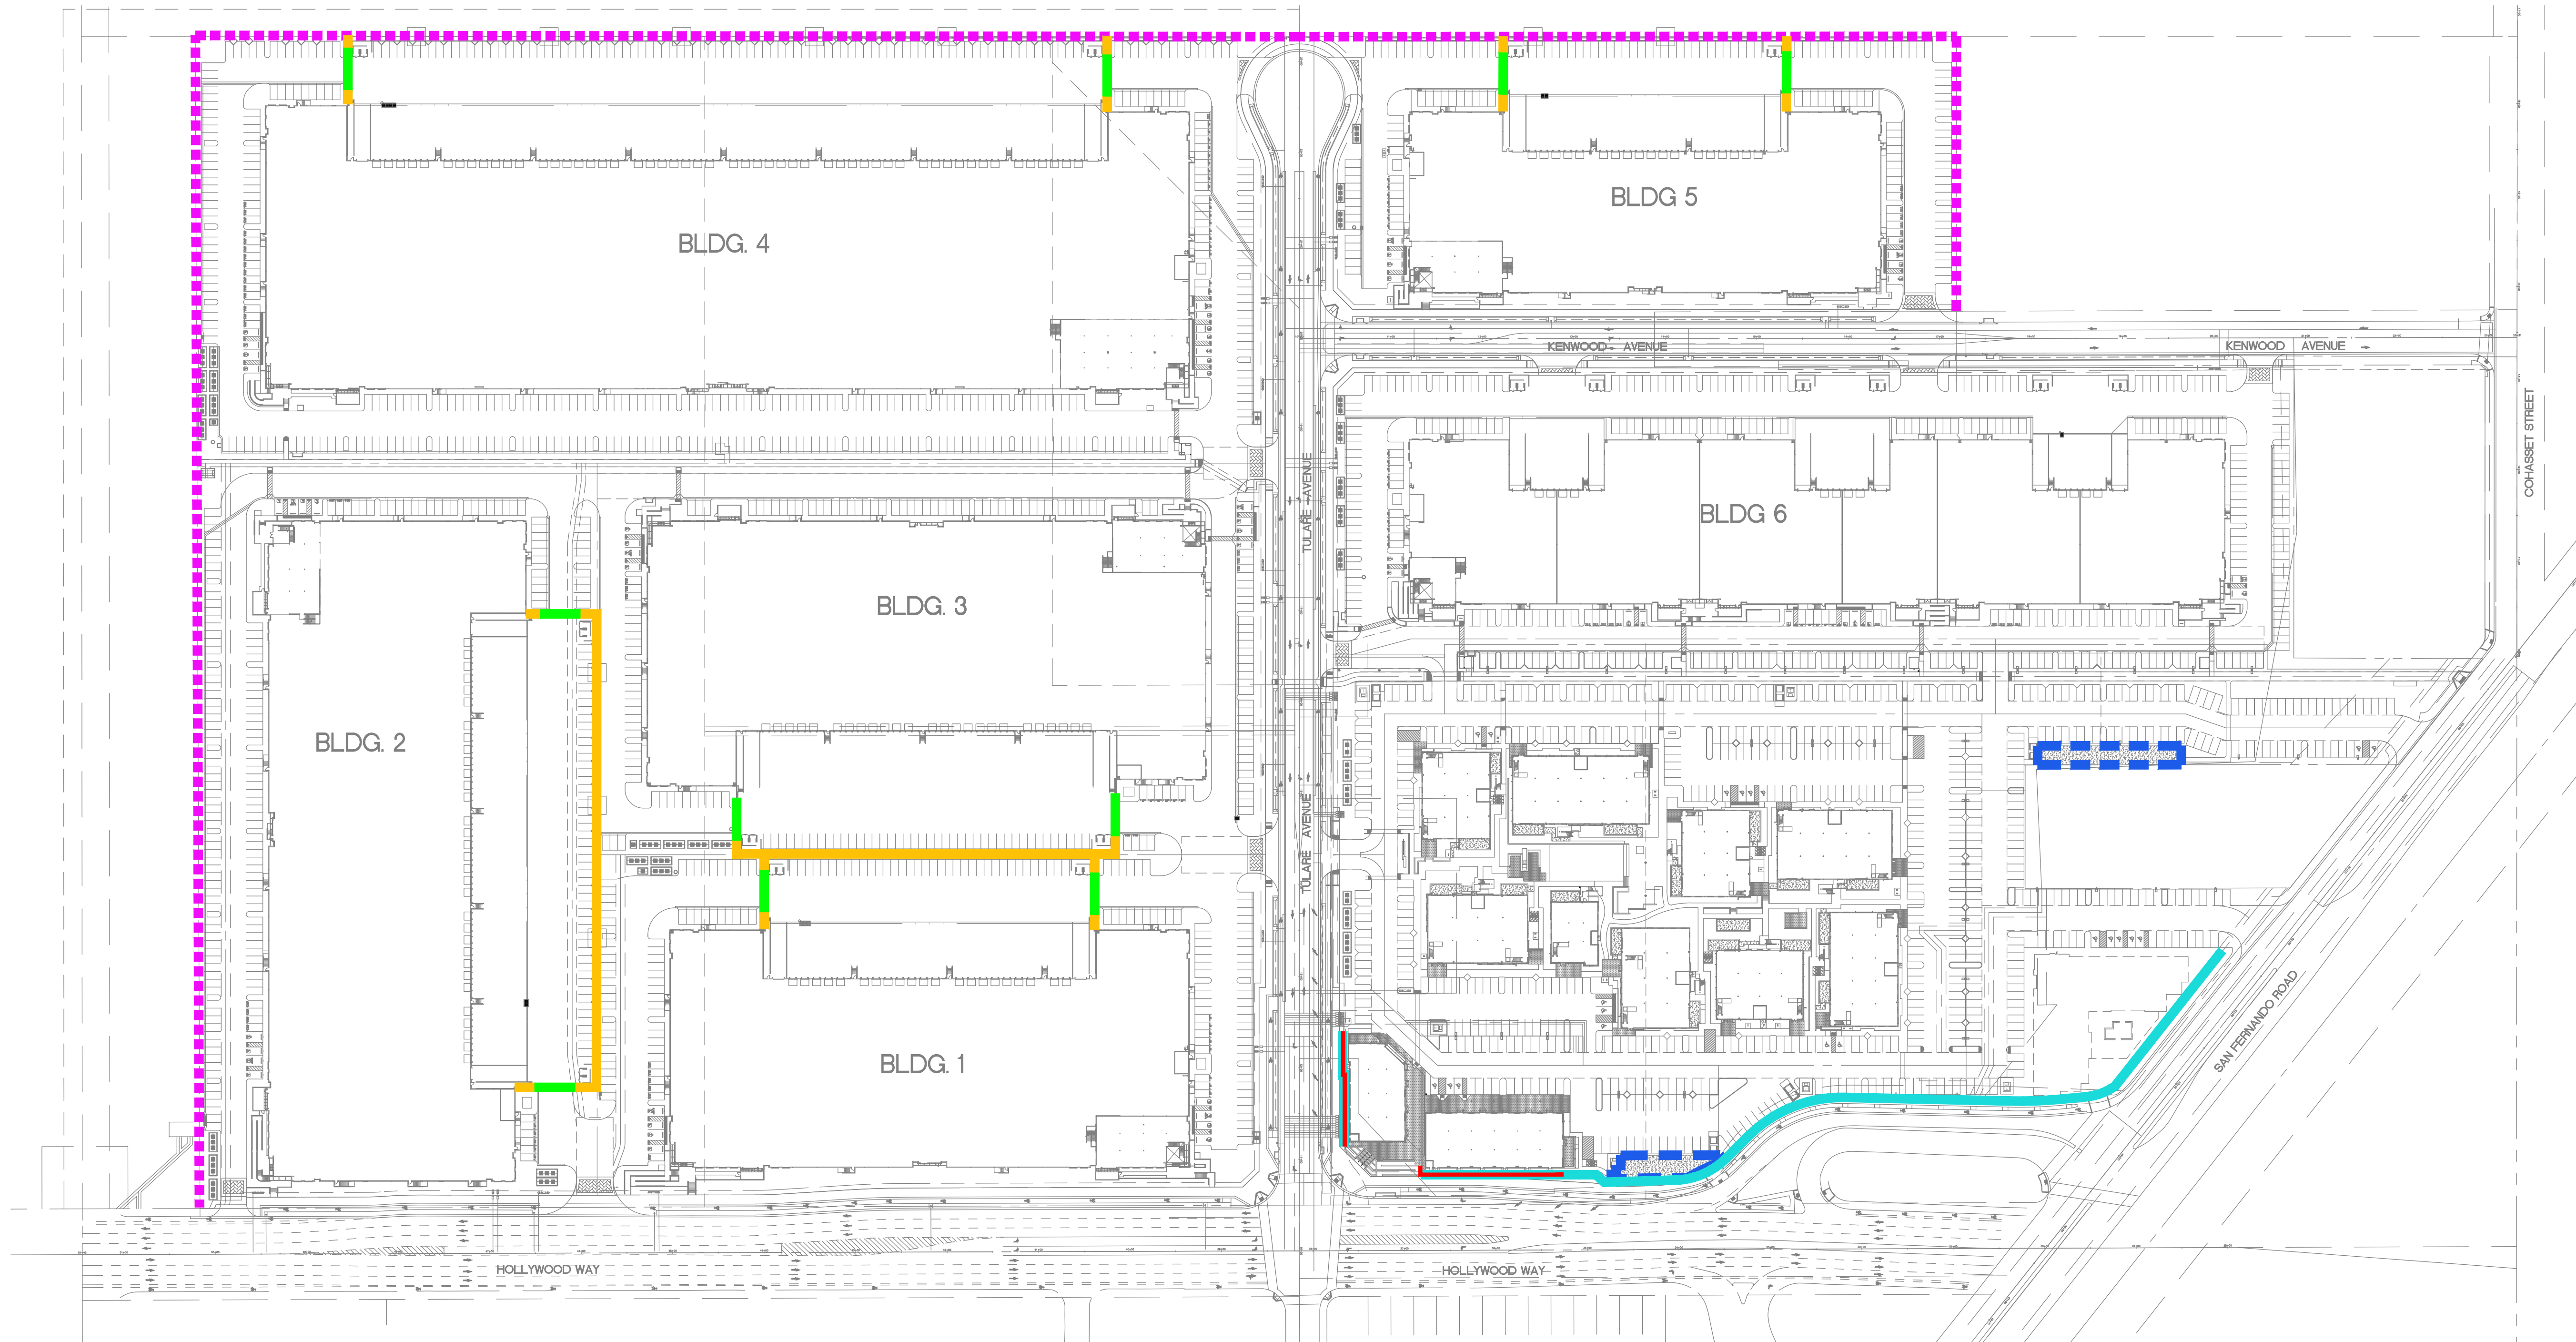 BLDG 5
BLDG. 4
KENWOOD AVENUE
KENWOOD AVENUE
COHASSET STREET
TULARE AVENUE
BLDG 6
BLDG. 3
BLDG. 2
TULARE AVENUE
SAN FERNANDO ROAD
BLDG. 1
HOLLYWOOD WAY
HOLLYWOOD WAY